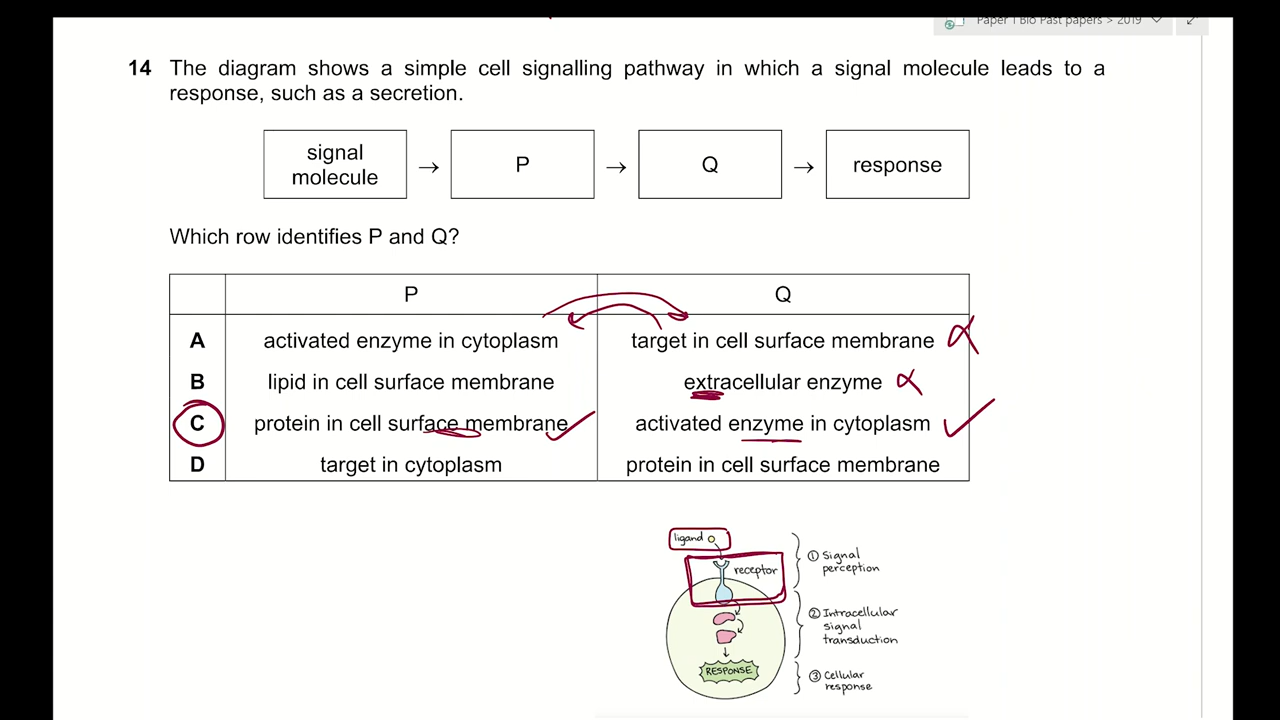 Paper 1 Bio Past papers > 2019
14 The diagram shows a simple cell signalling pathway in which a signal molecule leads to a
response, such as a secretion.
signal
molecule → P → Q → response
Which row identifies P and Q?
P Q
A activated enzyme in cytoplasm target in cell surface membrane
B lipid in cell surface membrane extracellular enzyme
C protein in cell surface membrane activated enzyme in cytoplasm
D target in cytoplasm protein in cell surface membrane
ligand
receptor
RESPONSE
① Signal
perception
② Intracellular
signal
transduction
③ Cellular
response